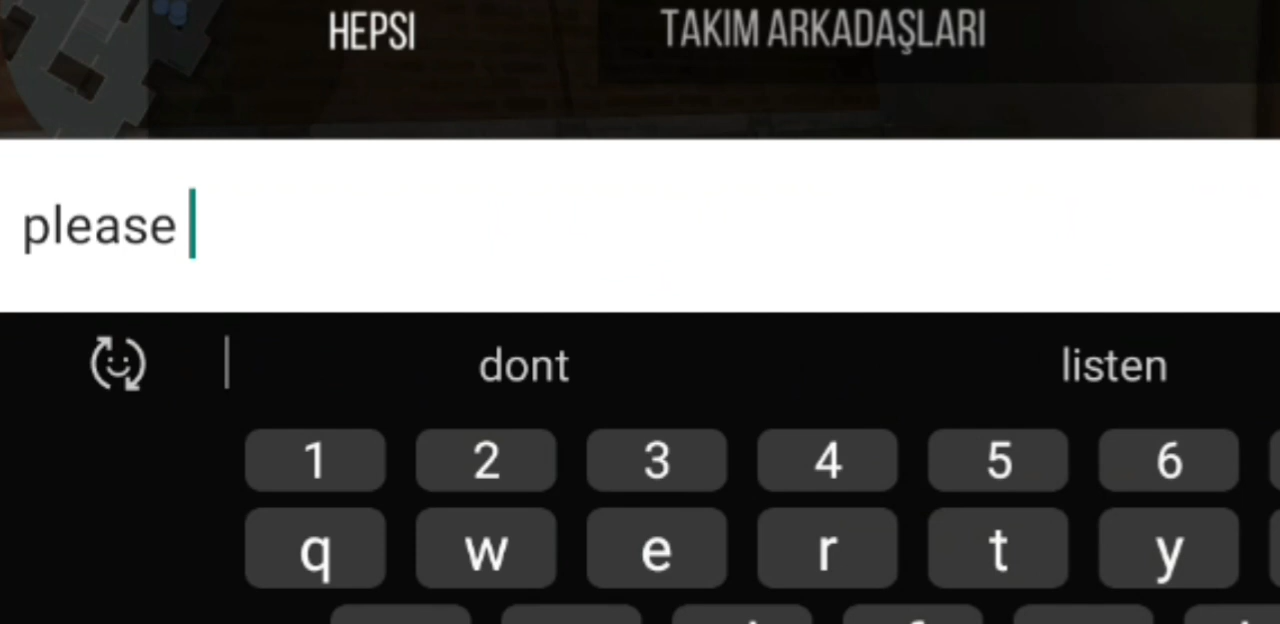 HEPSI TAKIM ARKADAŞLARI
please
dont listen
1 2 3 4 5 6
q w e r t y